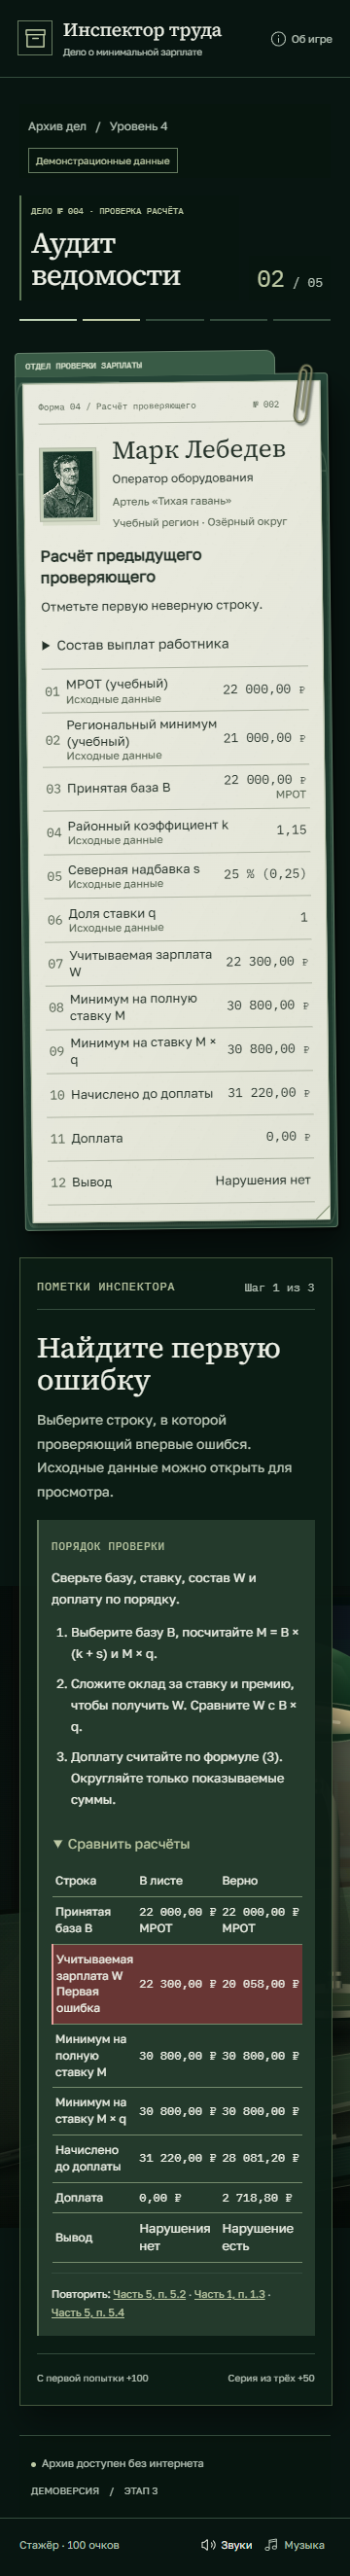 Инспектор труда
Дело о минимальной зарплате
Об игре
Архив дел / Уровень 4
Демонстрационные данные
ДЕЛО № 004 · ПРОВЕРКА РАСЧЁТА
Аудит
ведомости
02 / 05
ОТДЕЛ ПРОВЕРКИ ЗАРПЛАТЫ
Форма 04 / Расчёт проверяющего № 002
Марк Лебедев
Оператор оборудования
Артель «Тихая гавань»
Учебный регион · Озёрный округ
Расчёт предыдущего
проверяющего
Отметьте первую неверную строку.
Состав выплат работника
01 МРОТ (учебный) 22 000,00 ₽
Исходные данные
02 Региональный минимум
(учебный) 21 000,00 ₽
Исходные данные
03 Принятая база B 22 000,00 ₽
МРОТ
04 Районный коэффициент k 1,15
Исходные данные
05 Северная надбавка s 25 % (0,25)
Исходные данные
06 Доля ставки q 1
Исходные данные
07 Учитываемая зарплата
W 22 300,00 ₽
08 Минимум на полную
ставку M 30 800,00 ₽
09 Минимум на ставку M ×
q 30 800,00 ₽
10 Начислено до доплаты 31 220,00 ₽
11 Доплата 0,00 ₽
12 Вывод Нарушения нет
ПОМЕТКИ ИНСПЕКТОРА Шаг 1 из 3
Найдите первую
ошибку
Выберите строку, в которой
проверяющий впервые ошибся.
Исходные данные можно открыть для
просмотра.
ПОРЯДОК ПРОВЕРКИ
Сверьте базу, ставку, состав W и
доплату по порядку.
1. Выберите базу B, посчитайте M = B ×
(k + s) и M × q.
2. Сложите оклад за ставку и премию,
чтобы получить W. Сравните W с B ×
q.
3. Доплату считайте по формуле (3).
Округляйте только показываемые
суммы.
Сравнить расчёты
Строка В листе Верно
Принятая
база B
22 000,00 ₽ 22 000,00 ₽
МРОТ МРОТ
Учитываемая
зарплата W
Первая
ошибка
22 300,00 ₽ 20 058,00 ₽
Минимум на
полную
ставку M
30 800,00 ₽ 30 800,00 ₽
Минимум на
ставку M × q
30 800,00 ₽ 30 800,00 ₽
Начислено
до доплаты
31 220,00 ₽ 28 081,20 ₽
Доплата 0,00 ₽ 2 718,80 ₽
Вывод
Нарушения Нарушение
нет есть
Повторить: Часть 5, п. 5.2 · Часть 1, п. 1.3 ·
Часть 5, п. 5.4
С первой попытки +100 Серия из трёх +50
Архив доступен без интернета
ДЕМОВЕРСИЯ / ЭТАП 3
Стажёр · 100 очков Звуки Музыка